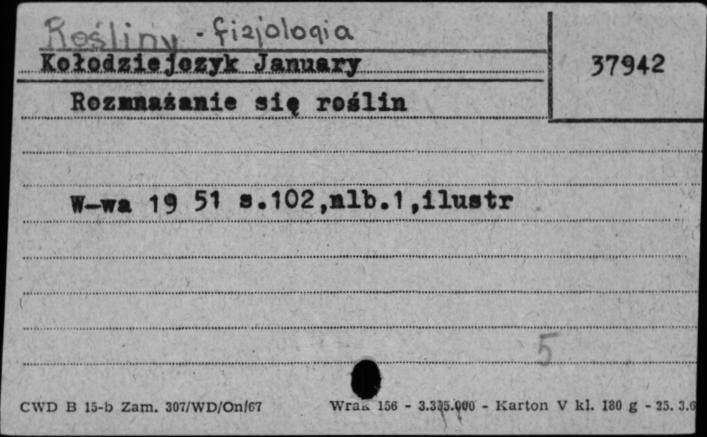 Rośliny - fizjologia
Kołodziejczyk January
37942
Rozmnażanie się roślin
W-wa 19 51 s.102,nlb.1,ilustr
5
CWD B 15-b Zam. 307/WD/On/67
Wrak 156 - 3.335.000 - Karton V kl. 180 g - 25. 3.6